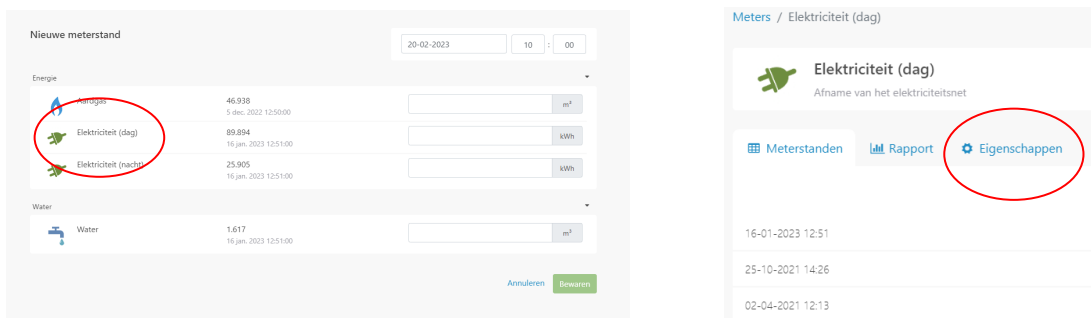 Nieuwe meterstand
20-02-2023 10 : 00
Energie
Aardgas 46.938 m³
5 dec. 2022 12:50:00
Elektriciteit (dag) 89.894 kWh
16 jan. 2023 12:51:00
Elektriciteit (nacht) 25.905 kWh
16 jan. 2023 12:51:00
Water
Water 1.617 m³
16 jan. 2023 12:51:00
Annuleren Bewaren
Meters / Elektriciteit (dag)
Elektriciteit (dag)
Afname van het elektriciteitsnet
Meterstanden Rapport Eigenschappen
16-01-2023 12:51
25-10-2021 14:26
02-04-2021 12:13